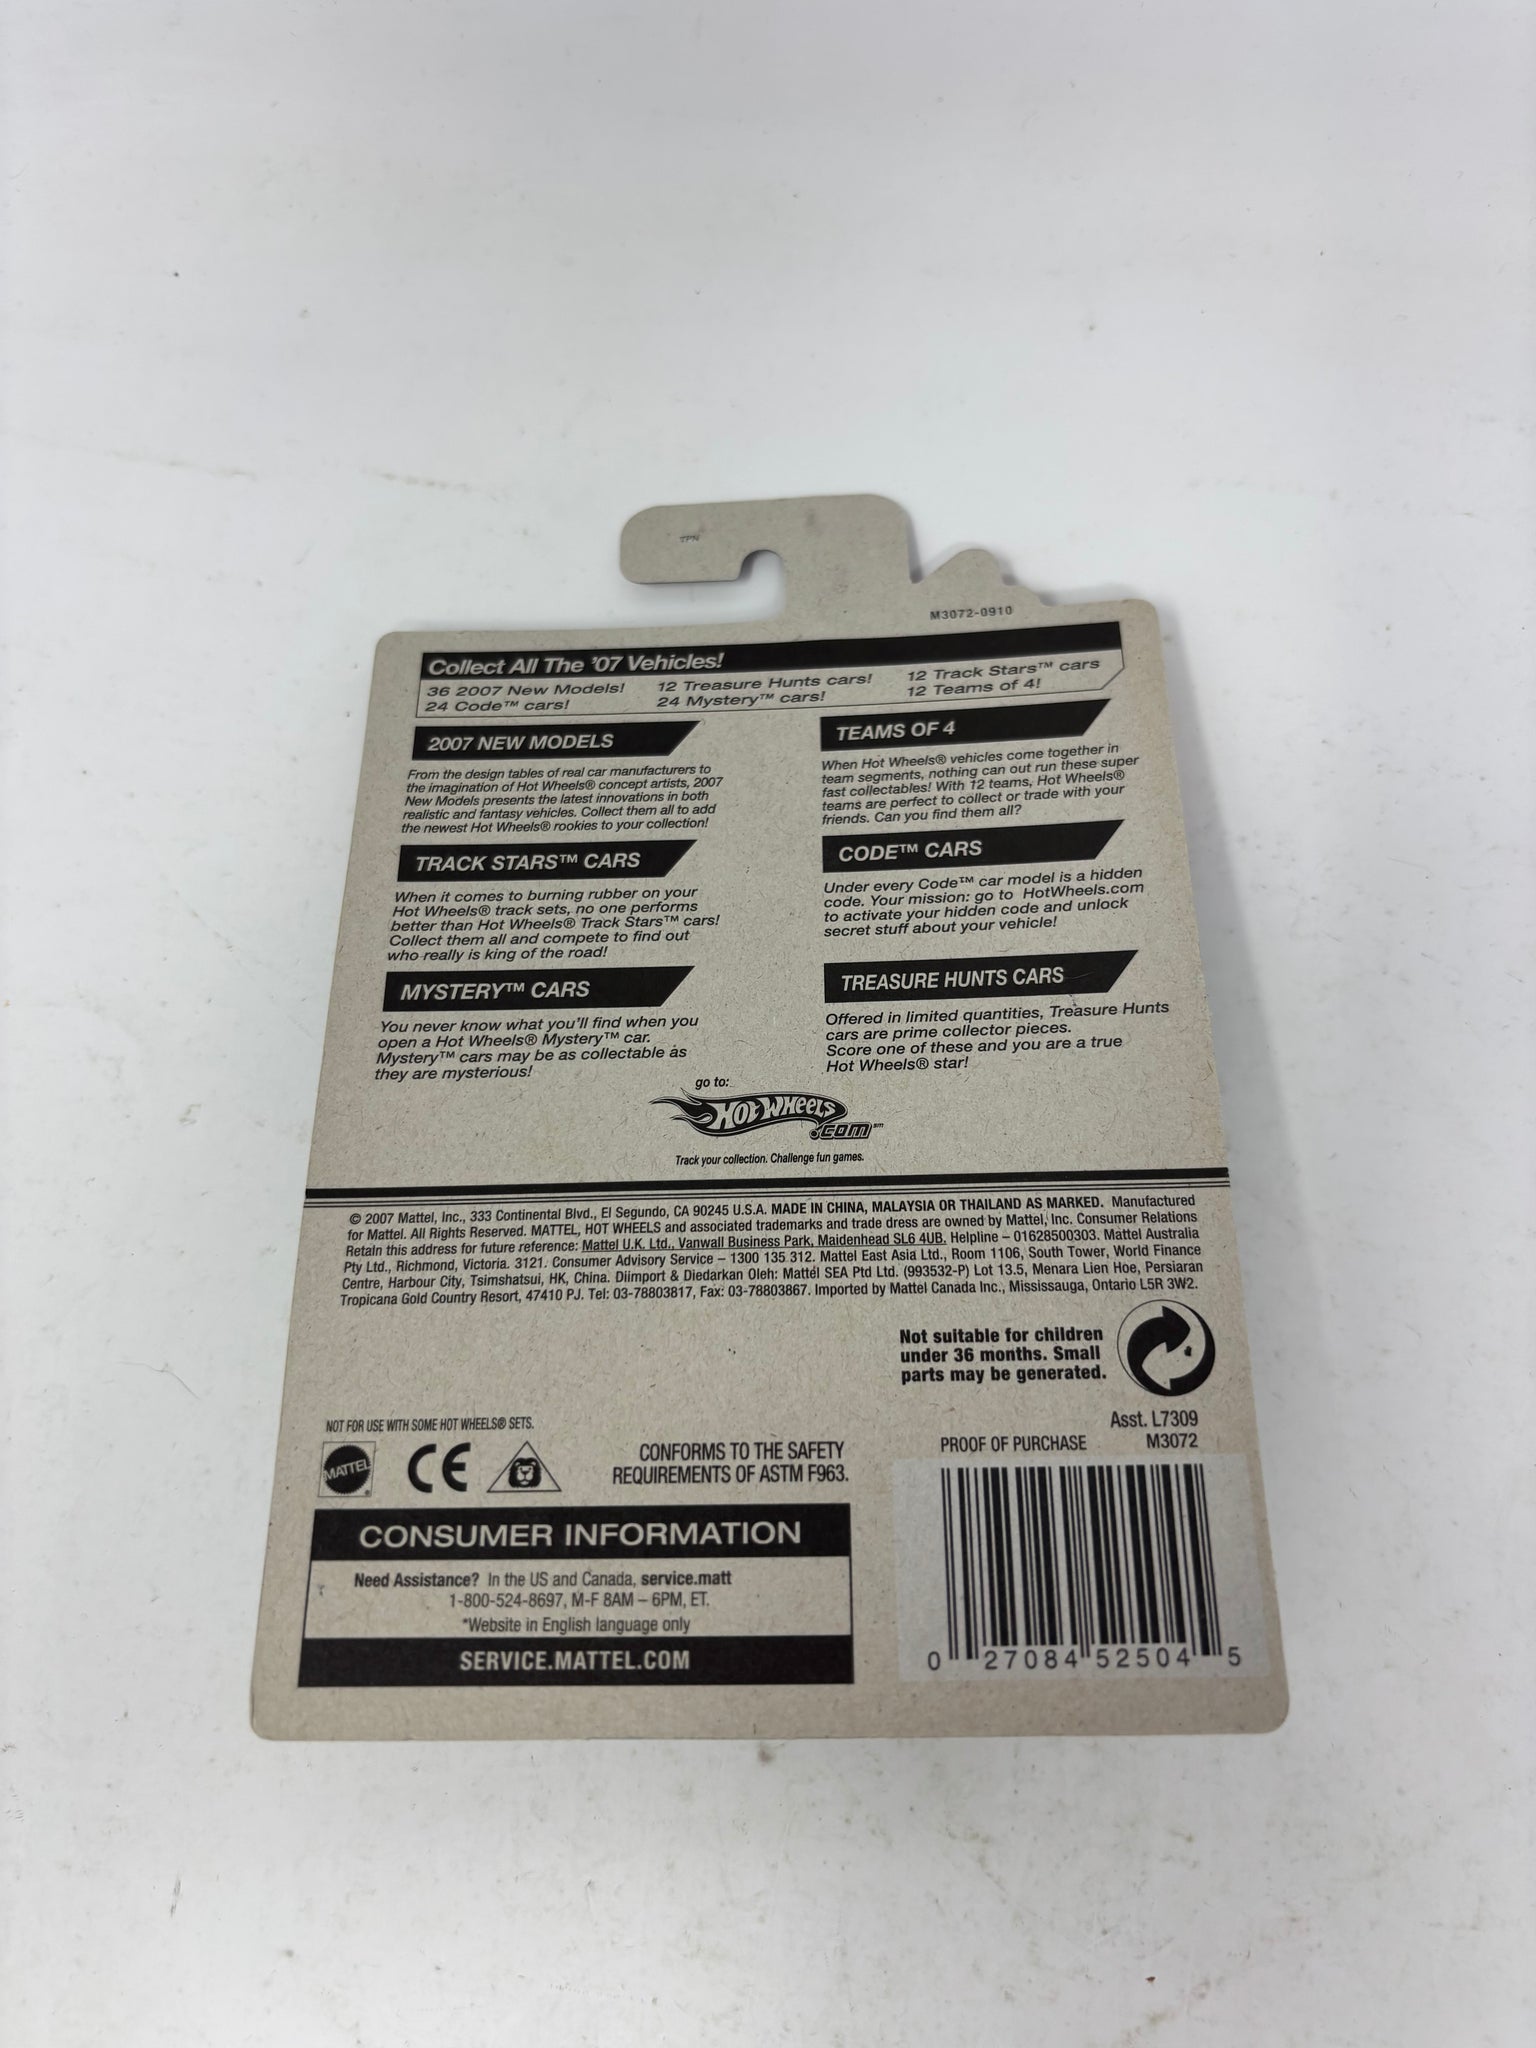 TPN
M3072-0910
Collect All The '07 Vehicles!
36 2007 New Models! 12 Treasure Hunts cars! 12 Track Stars™ cars
24 Code™ cars! 24 Mystery™ cars! 12 Teams of 4!
2007 NEW MODELS
From the design tables of real car manufacturers to
the imagination of Hot Wheels® concept artists, 2007
New Models presents the latest innovations in both
realistic and fantasy vehicles. Collect them all to add
the newest Hot Wheels® rookies to your collection!
TRACK STARS™ CARS
When it comes to burning rubber on your
Hot Wheels® track sets, no one performs
better than Hot Wheels® Track Stars™ cars!
Collect them all and compete to find out
who really is king of the road!
MYSTERY™ CARS
You never know what you'll find when you
open a Hot Wheels® Mystery™ car.
Mystery™ cars may be as collectable as
they are mysterious!
TEAMS OF 4
When Hot Wheels® vehicles come together in
team segments, nothing can out run these super
fast collectables! With 12 teams, Hot Wheels®
teams are perfect to collect or trade with your
friends. Can you find them all?
CODE™ CARS
Under every Code™ car model is a hidden
code. Your mission: go to HotWheels.com
to activate your hidden code and unlock
secret stuff about your vehicle!
TREASURE HUNTS CARS
Offered in limited quantities, Treasure Hunts
cars are prime collector pieces.
Score one of these and you are a true
Hot Wheels® star!
go to:
HOT WHEELS
.com℠
Track your collection. Challenge fun games.
© 2007 Mattel, Inc., 333 Continental Blvd., El Segundo, CA 90245 U.S.A. MADE IN CHINA, MALAYSIA OR THAILAND AS MARKED. Manufactured
for Mattel. All Rights Reserved. MATTEL, HOT WHEELS and associated trademarks and trade dress are owned by Mattel, Inc. Consumer Relations
Retain this address for future reference: Mattel U.K. Ltd., Vanwall Business Park, Maidenhead SL6 4UB. Helpline – 01628500303. Mattel Australia
Pty Ltd., Richmond, Victoria. 3121. Consumer Advisory Service – 1300 135 312. Mattel East Asia Ltd., Room 1106, South Tower, World Finance
Centre, Harbour City, Tsimshatsui, HK, China. Diimport & Diedarkan Oleh: Mattel SEA Ptd Ltd. (993532-P) Lot 13.5, Menara Lien Hoe, Persiaran
Tropicana Gold Country Resort, 47410 PJ. Tel: 03-78803817, Fax: 03-78803867. Imported by Mattel Canada Inc., Mississauga, Ontario L5R 3W2.
Not suitable for children
under 36 months. Small
parts may be generated.
NOT FOR USE WITH SOME HOT WHEELS® SETS.
MATTEL®
CE
CONFORMS TO THE SAFETY
REQUIREMENTS OF ASTM F963.
Asst. L7309
PROOF OF PURCHASE M3072
CONSUMER INFORMATION
Need Assistance? In the US and Canada, service.matt
1-800-524-8697, M-F 8AM – 6PM, ET.
*Website in English language only
SERVICE.MATTEL.COM
0 27084 52504 5